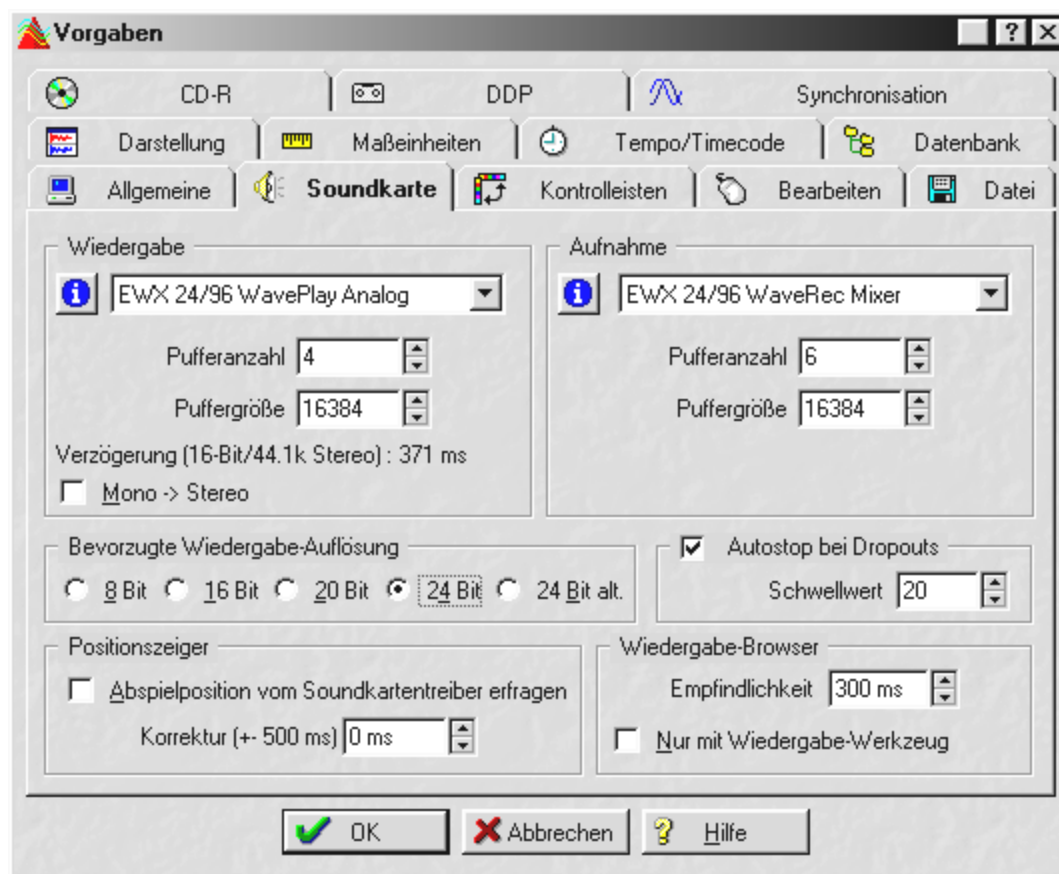 Vorgaben
CD-R DDP Synchronisation
Darstellung Maßeinheiten Tempo/Timecode Datenbank
Allgemeine Soundkarte Kontrolleisten Bearbeiten Datei
Wiedergabe
EWX 24/96 WavePlay Analog
Pufferanzahl 4
Puffergröße 16384
Verzögerung (16-Bit/44.1k Stereo) : 371 ms
Mono -> Stereo
Aufnahme
EWX 24/96 WaveRec Mixer
Pufferanzahl 6
Puffergröße 16384
Bevorzugte Wiedergabe-Auflösung
8 Bit 16 Bit 20 Bit 24 Bit 24 Bit alt.
Autostop bei Dropouts
Schwellwert 20
Positionszeiger
Abspielposition vom Soundkartentreiber erfragen
Korrektur (+- 500 ms) 0 ms
Wiedergabe-Browser
Empfindlichkeit 300 ms
Nur mit Wiedergabe-Werkzeug
OK Abbrechen Hilfe